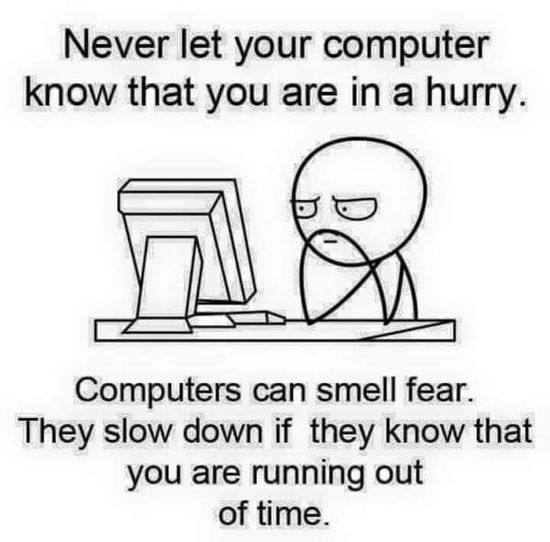 Never let your computer
know that you are in a hurry.
Computers can smell fear.
They slow down if they know that
you are running out
of time.